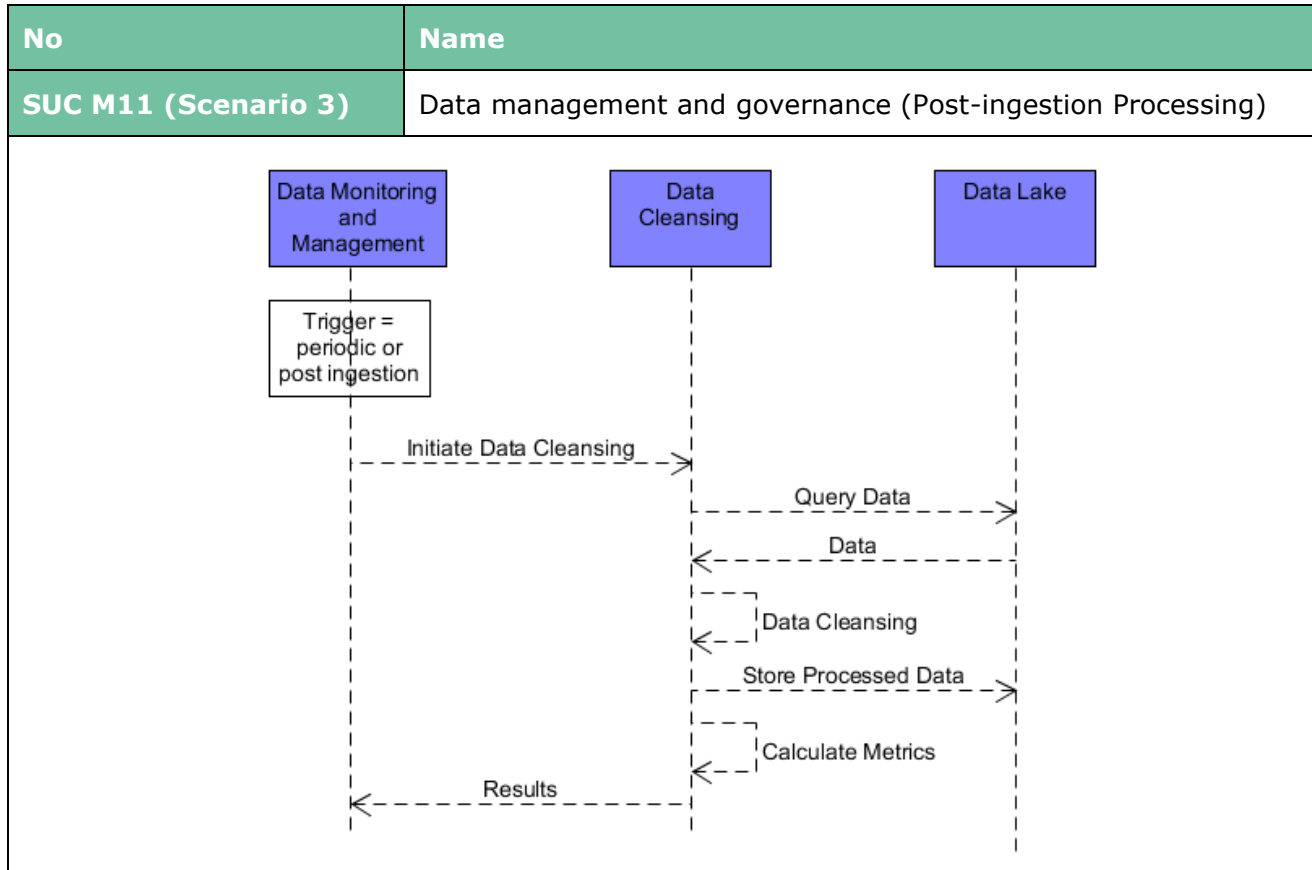 No
Name
SUC M11 (Scenario 3)
Data management and governance (Post-ingestion Processing)
Data Monitoring
and
Management
Data
Cleansing
Data Lake
Trigger =
periodic or
post ingestion
Initiate Data Cleansing
Query Data
Data
Data Cleansing
Store Processed Data
Calculate Metrics
Results